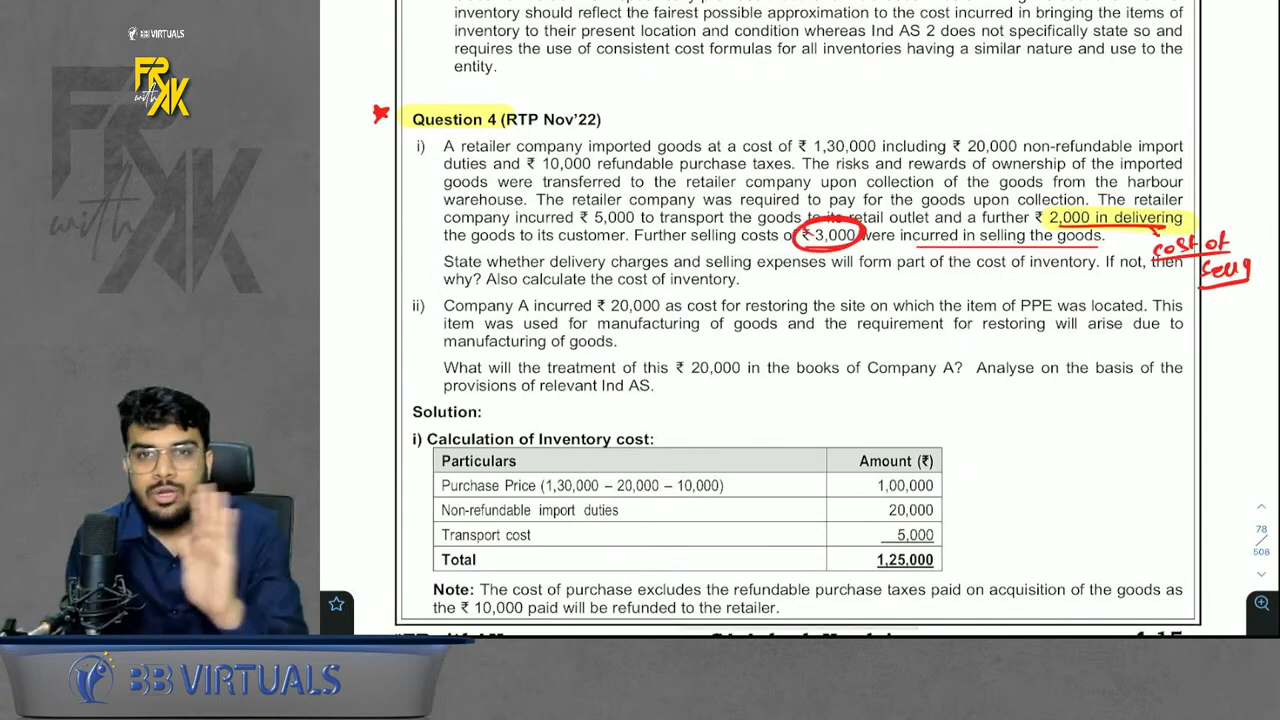 BB VIRTUALS
FR
with
AK
FR
with
AK
inventory should reflect the fairest possible approximation to the cost incurred in bringing the items of
inventory to their present location and condition whereas Ind AS 2 does not specifically state so and
requires the use of consistent cost formulas for all inventories having a similar nature and use to the
entity.
Question 4 (RTP Nov'22)
i) A retailer company imported goods at a cost of ₹ 1,30,000 including ₹ 20,000 non-refundable import
duties and ₹ 10,000 refundable purchase taxes. The risks and rewards of ownership of the imported
goods were transferred to the retailer company upon collection of the goods from the harbour
warehouse. The retailer company was required to pay for the goods upon collection. The retailer
company incurred ₹ 5,000 to transport the goods to its retail outlet and a further ₹ 2,000 in delivering
the goods to its customer. Further selling costs of ₹ 3,000 were incurred in selling the goods.
cost of
State whether delivery charges and selling expenses will form part of the cost of inventory. If not, then
why? Also calculate the cost of inventory.
ii) Company A incurred ₹ 20,000 as cost for restoring the site on which the item of PPE was located. This
item was used for manufacturing of goods and the requirement for restoring will arise due to
manufacturing of goods.
What will the treatment of this ₹ 20,000 in the books of Company A? Analyse on the basis of the
provisions of relevant Ind AS.
Solution:
i) Calculation of Inventory cost:
Particulars Amount (₹)
Purchase Price (1,30,000 – 20,000 – 10,000) 1,00,000
Non-refundable import duties 20,000
Transport cost 5,000
Total 1,25,000
Note: The cost of purchase excludes the refundable purchase taxes paid on acquisition of the goods as
the ₹ 10,000 paid will be refunded to the retailer.
78
508
BB VIRTUALS